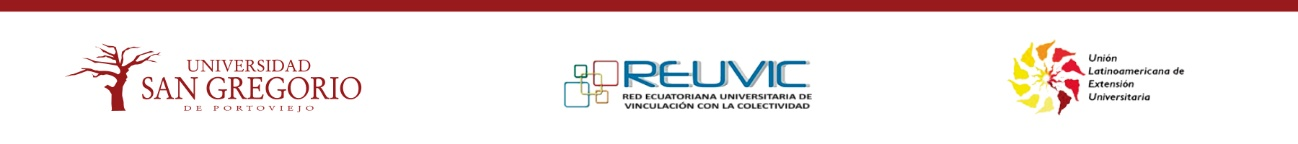 UNIVERSIDAD
SAN GREGORIO
DE PORTOVIEJO
REUVIC
RED ECUATORIANA UNIVERSITARIA DE
VINCULACIÓN CON LA COLECTIVIDAD
Unión
Latinoamericana de
Extensión
Universitaria